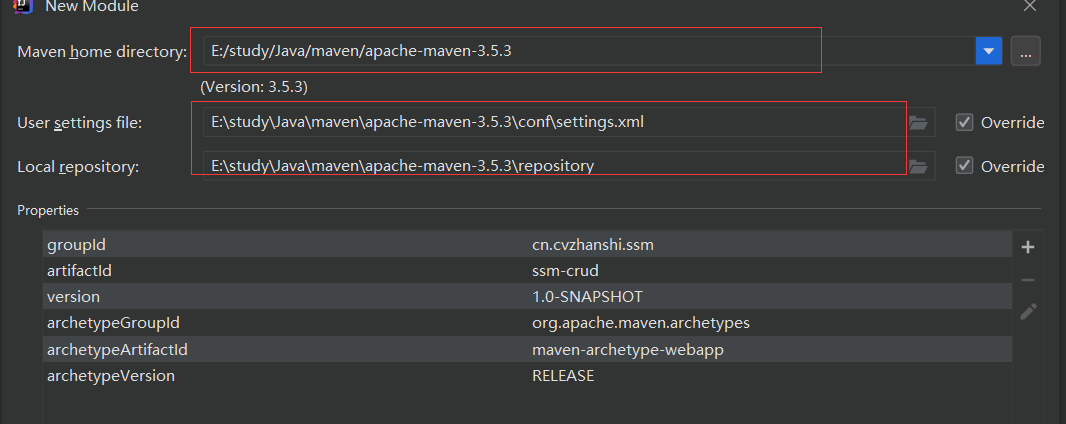 New Module
Maven home directory: E:/study/Java/maven/apache-maven-3.5.3 ...
(Version: 3.5.3)
User settings file: E:\study\Java\maven\apache-maven-3.5.3\conf\settings.xml Override
Local repository: E:\study\Java\maven\apache-maven-3.5.3\repository Override
Properties
groupId cn.cvzhanshi.ssm
artifactId ssm-crud
version 1.0-SNAPSHOT
archetypeGroupId org.apache.maven.archetypes
archetypeArtifactId maven-archetype-webapp
archetypeVersion RELEASE